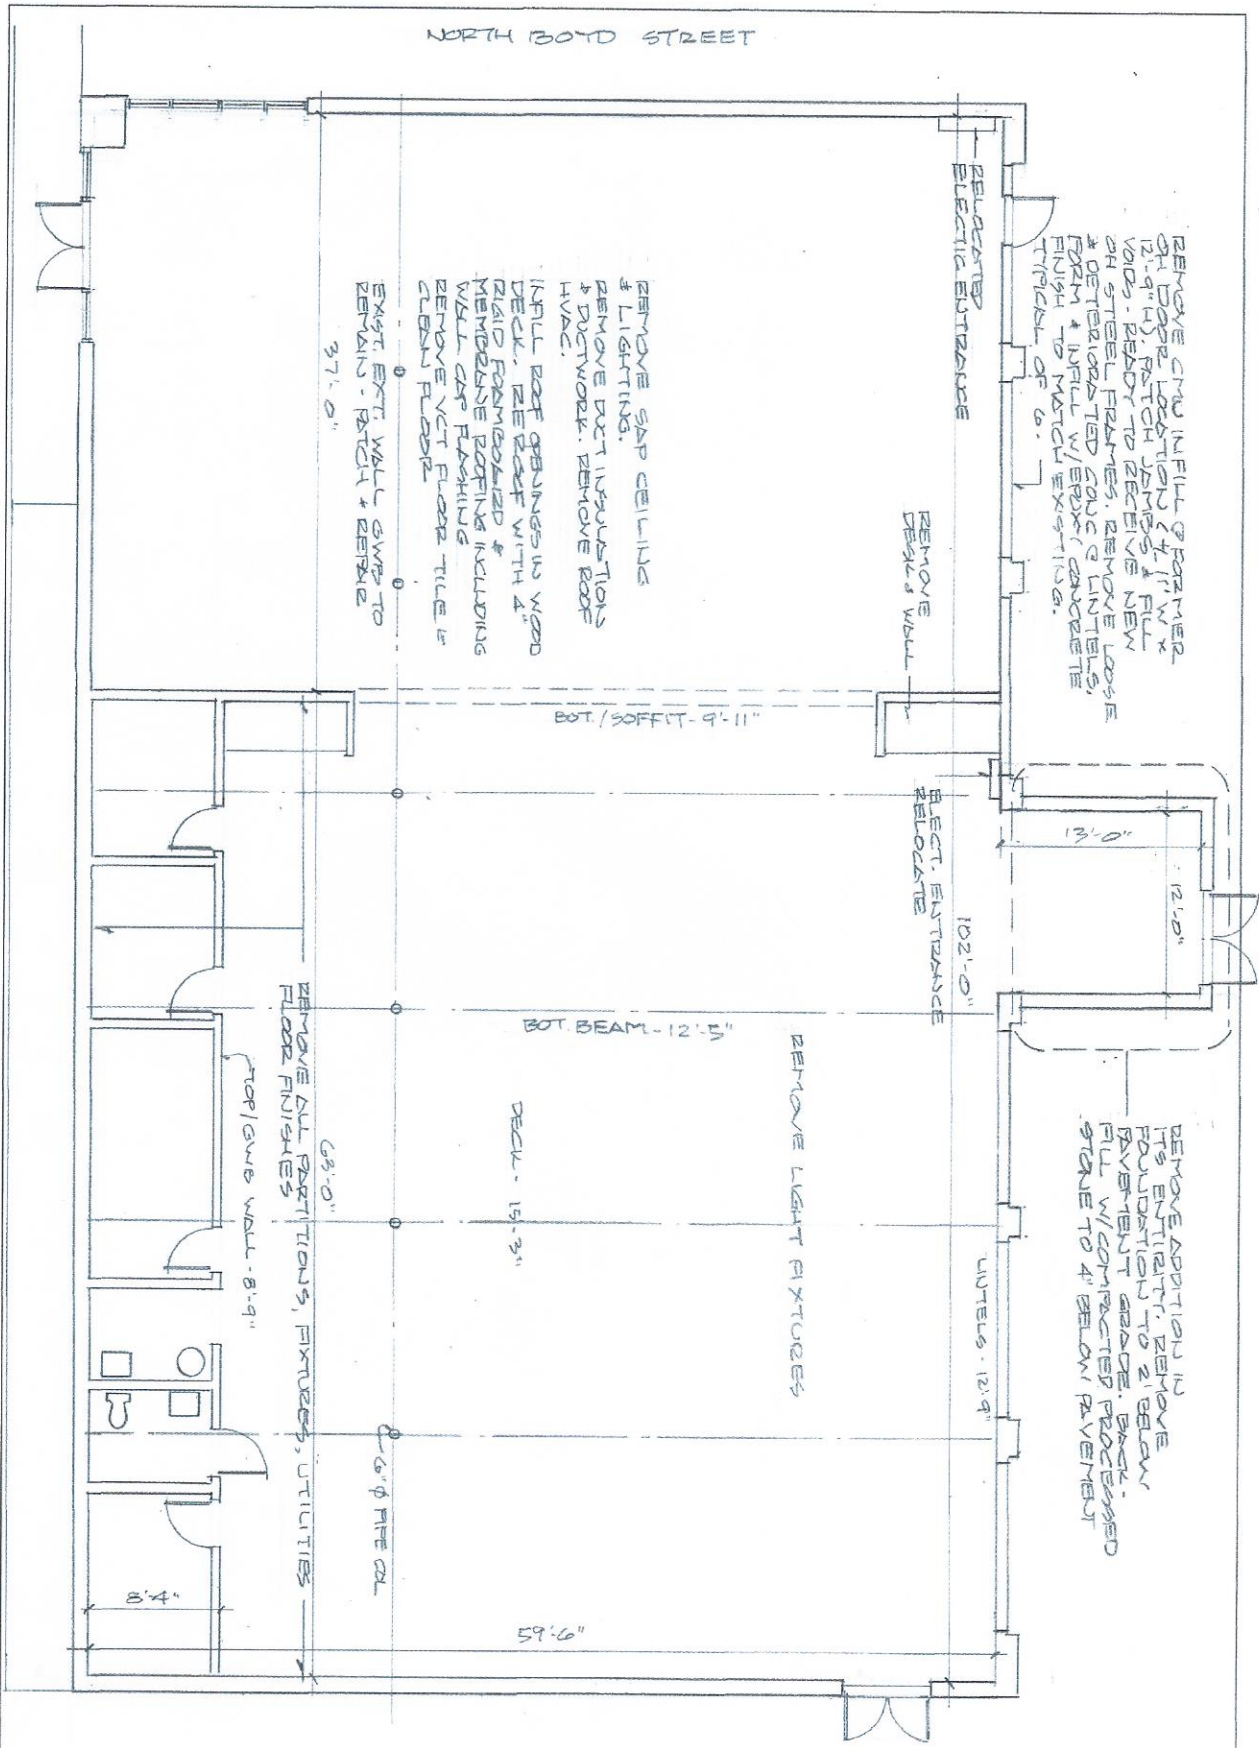 NORTH BOYD STREET
REMOVE CMU INFILL @ FORMER
OH DOOR LOCATION (+/- 11' W x
12'-9" H). PATCH JAMBS & FILL
VOIDS - READY TO RECEIVE NEW
OH STEEL FRAMES. REMOVE LOOSE
& DETERIORATED CONC @ LINTELS,
FORM & INFILL W/EPOXY CONCRETE
FINISH TO MATCH EXISTING.
TYPICAL OF 6.
RELOCATED
ELECTIC ENTRANCE
REMOVE
DESK & WALL
REMOVE SAP CEILING
& LIGHTING.
REMOVE DUCT INSULATION
& DUCTWORK. REMOVE ROOF
HVAC.
INFILL ROOF OPENINGS IN WOOD
DECK. REROOF WITH 4"
RIGID FOAMBOARD &
MEMBRANE ROOFING INCLUDING
WALL CAP FLASHING
REMOVE VCT FLOOR TILE &
CLEAN FLOOR
EXIST. EXT. WALL GWB TO
REMAIN - PATCH & REPAIR
37'-0"
BOT./SOFFIT - 9'-11"
ELECT. ENTRANCE
RELOCATE
13'-0"
12'-0"
102'-0"
BOT. BEAM - 12'-5"
REMOVE LIGHT FIXTURES
DECK - 15'-3"
LINTELS - 12'-9"
REMOVE ADDITION IN
ITS ENTIRITY. REMOVE
FOUNDATION TO 2' BELOW
PAVEMENT GRADE. BACK-
FILL W/COMPACTED PROCESSED
STONE TO 4" BELOW PAVEMENT
63'-0"
REMOVE ALL PARTITIONS, FIXTURES, UTILITIES
FLOOR FINISHES
TOP/GWB WALL - 8'-9"
6" φ PIPE COL
8'-4"
59'-6"